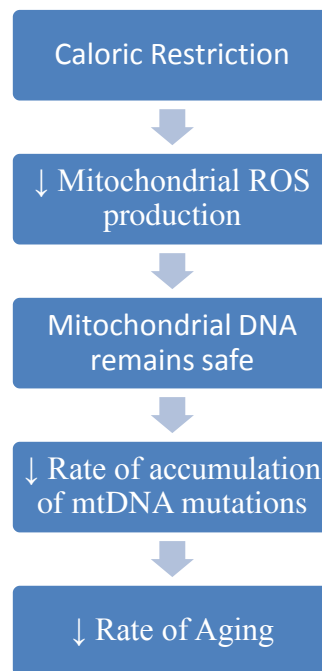 Caloric Restriction
↓ Mitochondrial ROS
production
Mitochondrial DNA
remains safe
↓ Rate of accumulation
of mtDNA mutations
↓ Rate of Aging